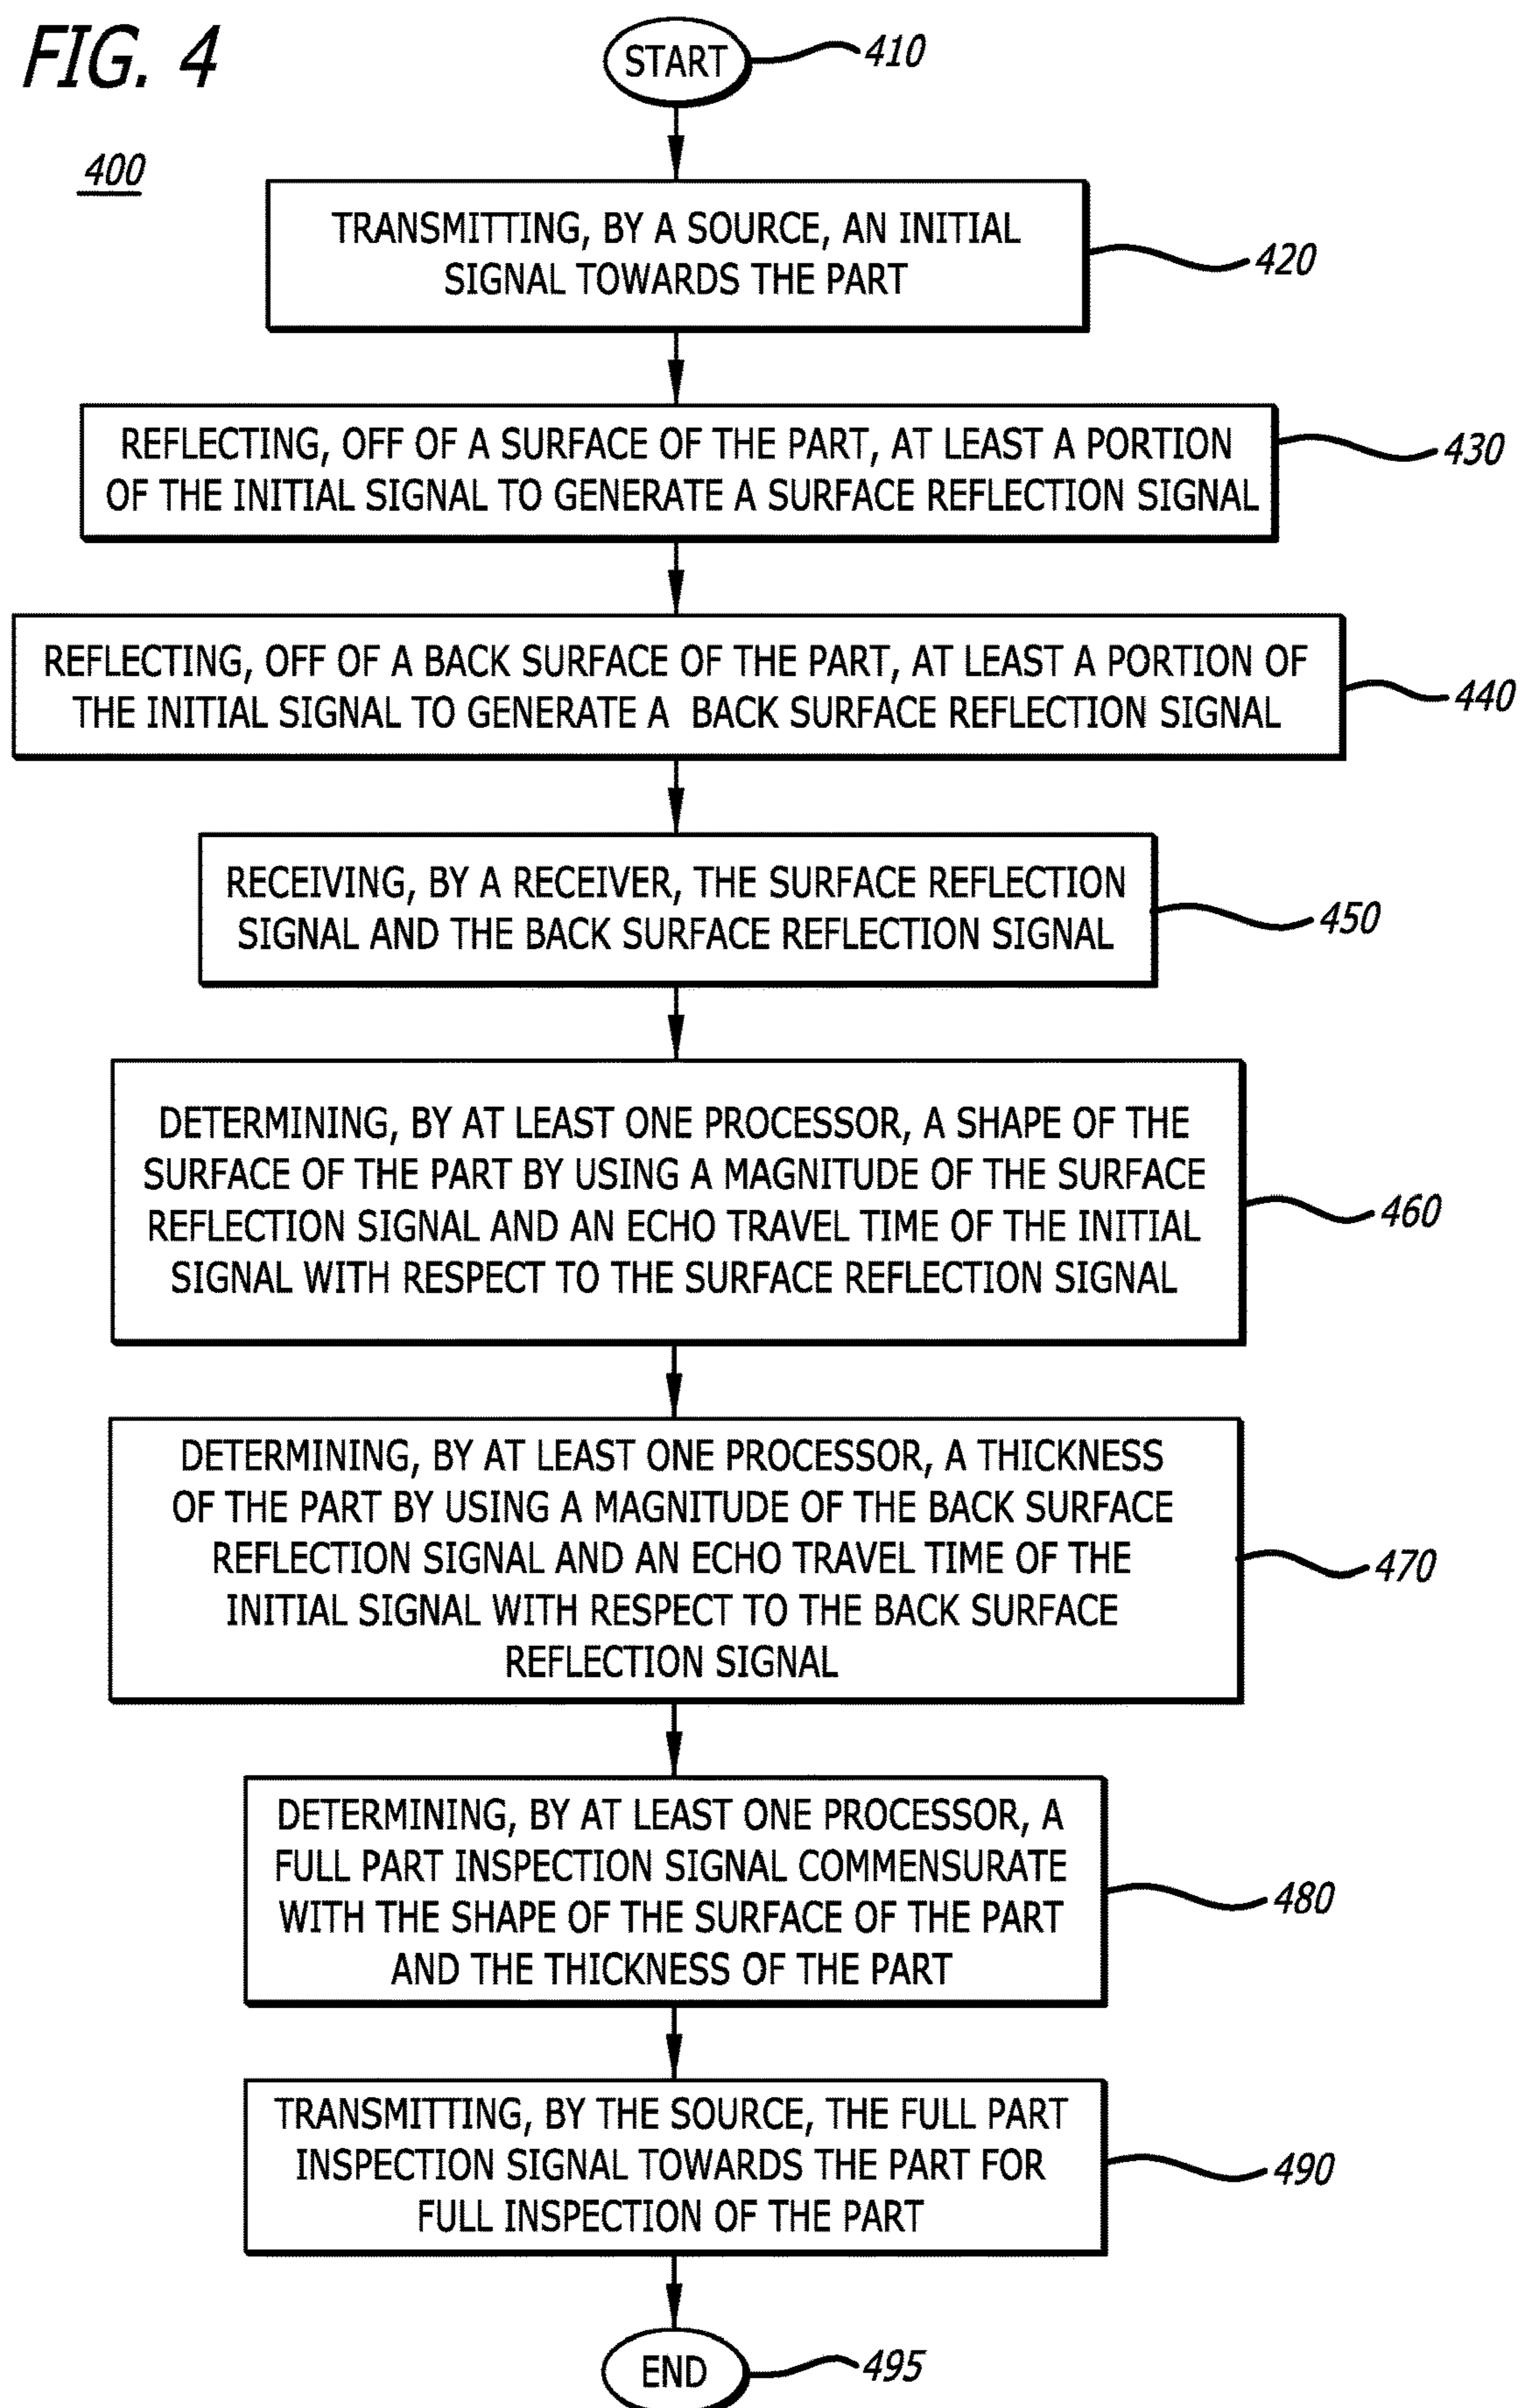 FIG. 4
START
410
400
TRANSMITTING, BY A SOURCE, AN INITIAL
SIGNAL TOWARDS THE PART
420
REFLECTING, OFF OF A SURFACE OF THE PART, AT LEAST A PORTION
OF THE INITIAL SIGNAL TO GENERATE A SURFACE REFLECTION SIGNAL
430
REFLECTING, OFF OF A BACK SURFACE OF THE PART, AT LEAST A PORTION OF
THE INITIAL SIGNAL TO GENERATE A BACK SURFACE REFLECTION SIGNAL
440
RECEIVING, BY A RECEIVER, THE SURFACE REFLECTION
SIGNAL AND THE BACK SURFACE REFLECTION SIGNAL
450
DETERMINING, BY AT LEAST ONE PROCESSOR, A SHAPE OF THE
SURFACE OF THE PART BY USING A MAGNITUDE OF THE SURFACE
REFLECTION SIGNAL AND AN ECHO TRAVEL TIME OF THE INITIAL
SIGNAL WITH RESPECT TO THE SURFACE REFLECTION SIGNAL
460
DETERMINING, BY AT LEAST ONE PROCESSOR, A THICKNESS
OF THE PART BY USING A MAGNITUDE OF THE BACK SURFACE
REFLECTION SIGNAL AND AN ECHO TRAVEL TIME OF THE
INITIAL SIGNAL WITH RESPECT TO THE BACK SURFACE
REFLECTION SIGNAL
470
DETERMINING, BY AT LEAST ONE PROCESSOR, A
FULL PART INSPECTION SIGNAL COMMENSURATE
WITH THE SHAPE OF THE SURFACE OF THE PART
AND THE THICKNESS OF THE PART
480
TRANSMITTING, BY THE SOURCE, THE FULL PART
INSPECTION SIGNAL TOWARDS THE PART FOR
FULL INSPECTION OF THE PART
490
END
495